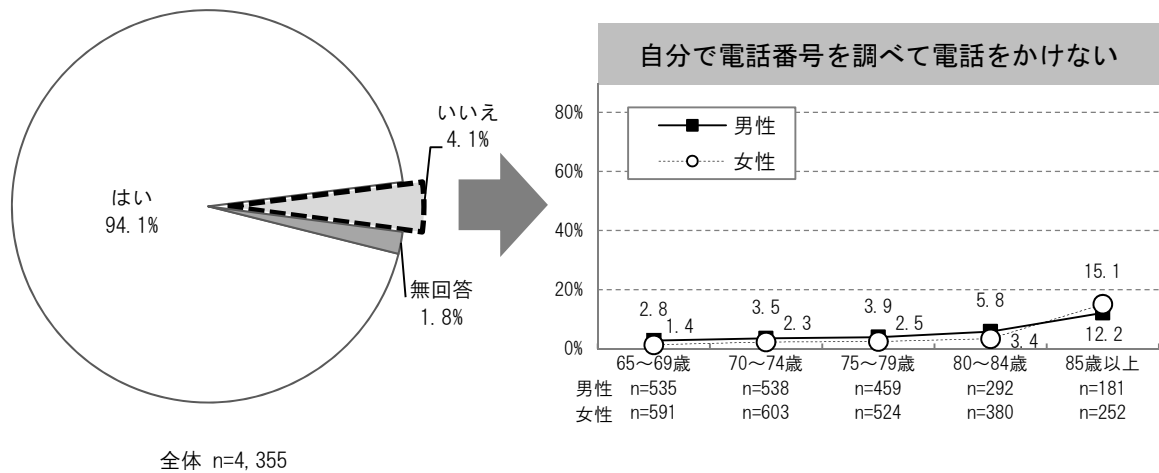 はい
94.1%
いいえ
4.1%
無回答
1.8%
全体 n=4,355
自分で電話番号を調べて電話をかけない
80%
60%
40%
20%
0%
男性
女性
2.8 3.5 3.9 5.8 12.2
1.4 2.3 2.5 3.4 15.1
65～69歳 70～74歳 75～79歳 80～84歳 85歳以上
男性 n=535 n=538 n=459 n=292 n=181
女性 n=591 n=603 n=524 n=380 n=252